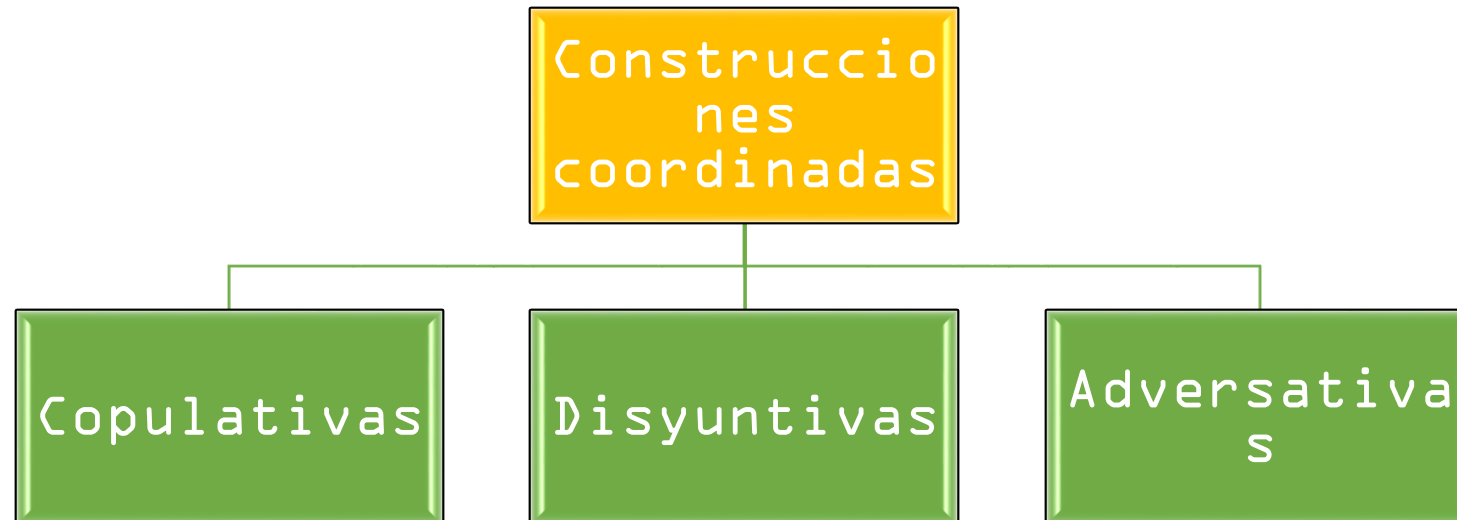 Construccio
nes
coordinadas
Copulativas
Disyuntivas
Adversativa
s